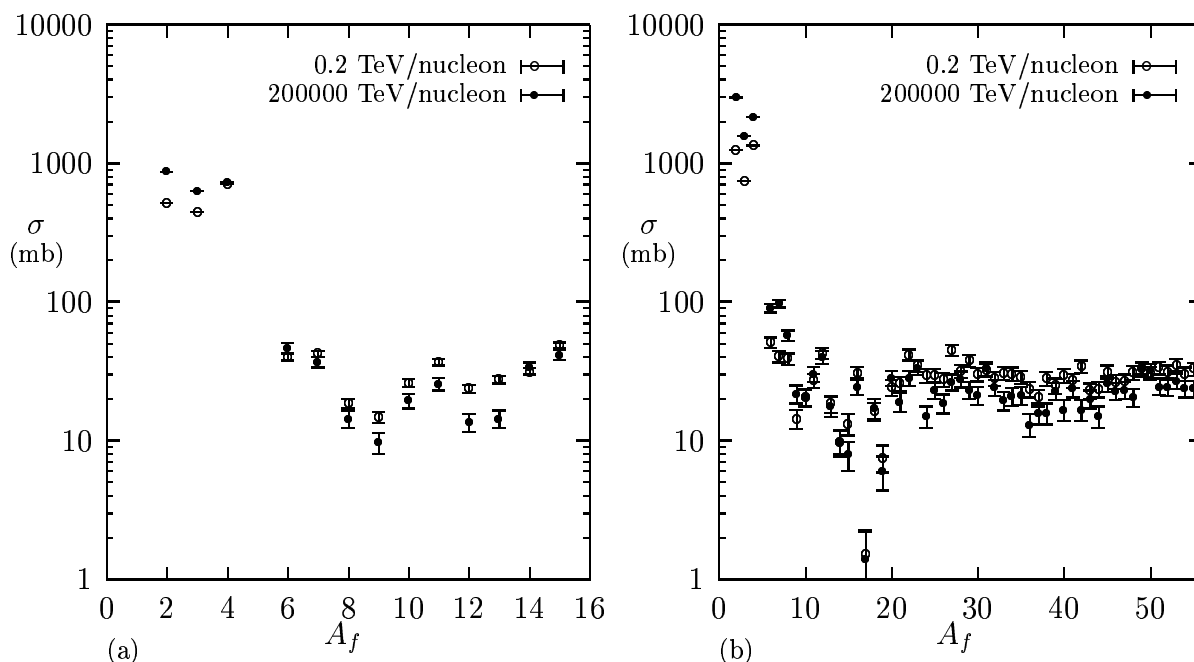 10000
1000
100
10
1
σ
(mb)
0.2 TeV/nucleon
200000 TeV/nucleon
0 2 4 6 8 10 12 14 16
A_f
(a)
10000
1000
100
10
1
σ
(mb)
0.2 TeV/nucleon
200000 TeV/nucleon
0 10 20 30 40 50
A_f
(b)